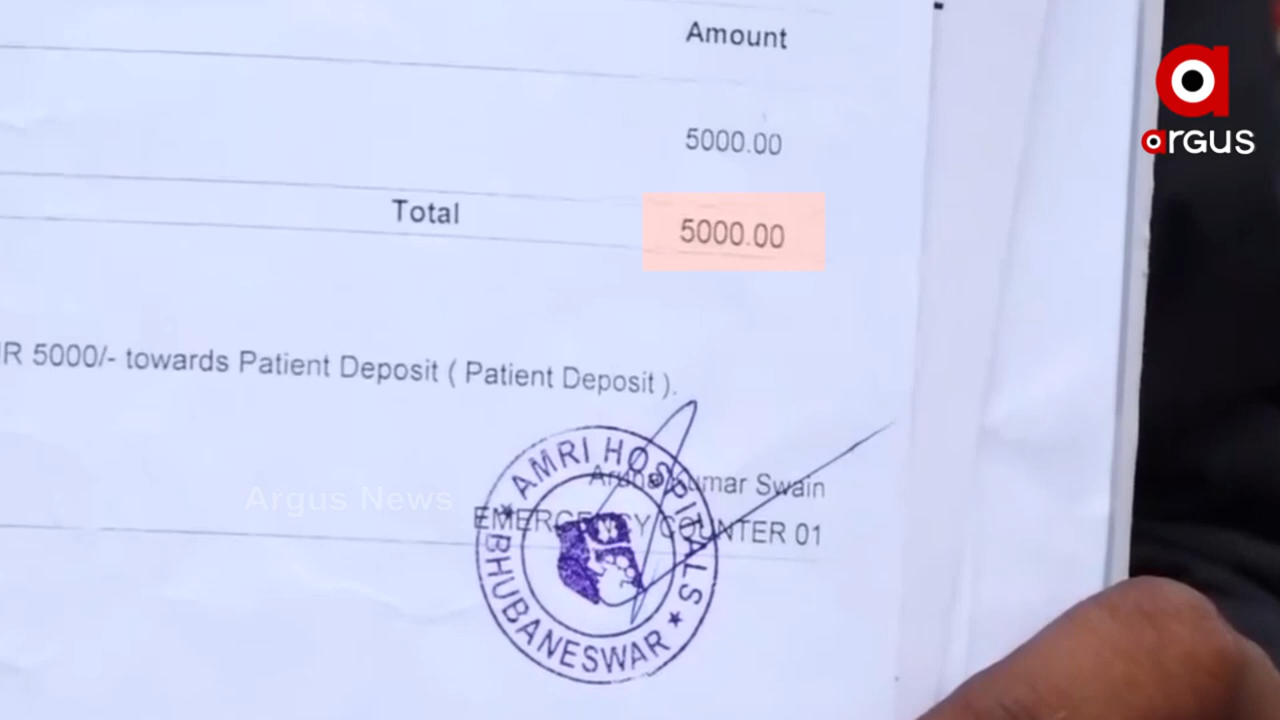 Amount
5000.00
Total 5000.00
R 5000/- towards Patient Deposit ( Patient Deposit ).
Kumar Swain
EMERGENCY COUNTER 01
AMRI HOSPITALS
★ BHUBANESWAR ★
Argus News
a
argus